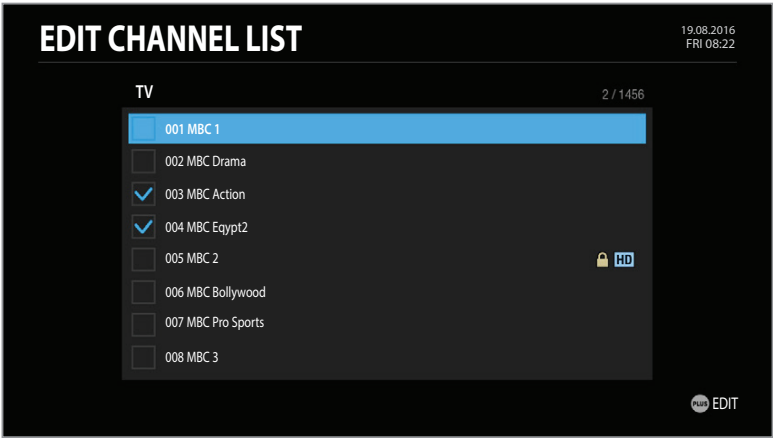 EDIT CHANNEL LIST
19.08.2016
FRI 08:22
TV
2 / 1456
001 MBC 1
002 MBC Drama
003 MBC Action
004 MBC Eqypt2
005 MBC 2
HD
006 MBC Bollywood
007 MBC Pro Sports
008 MBC 3
PLUS EDIT